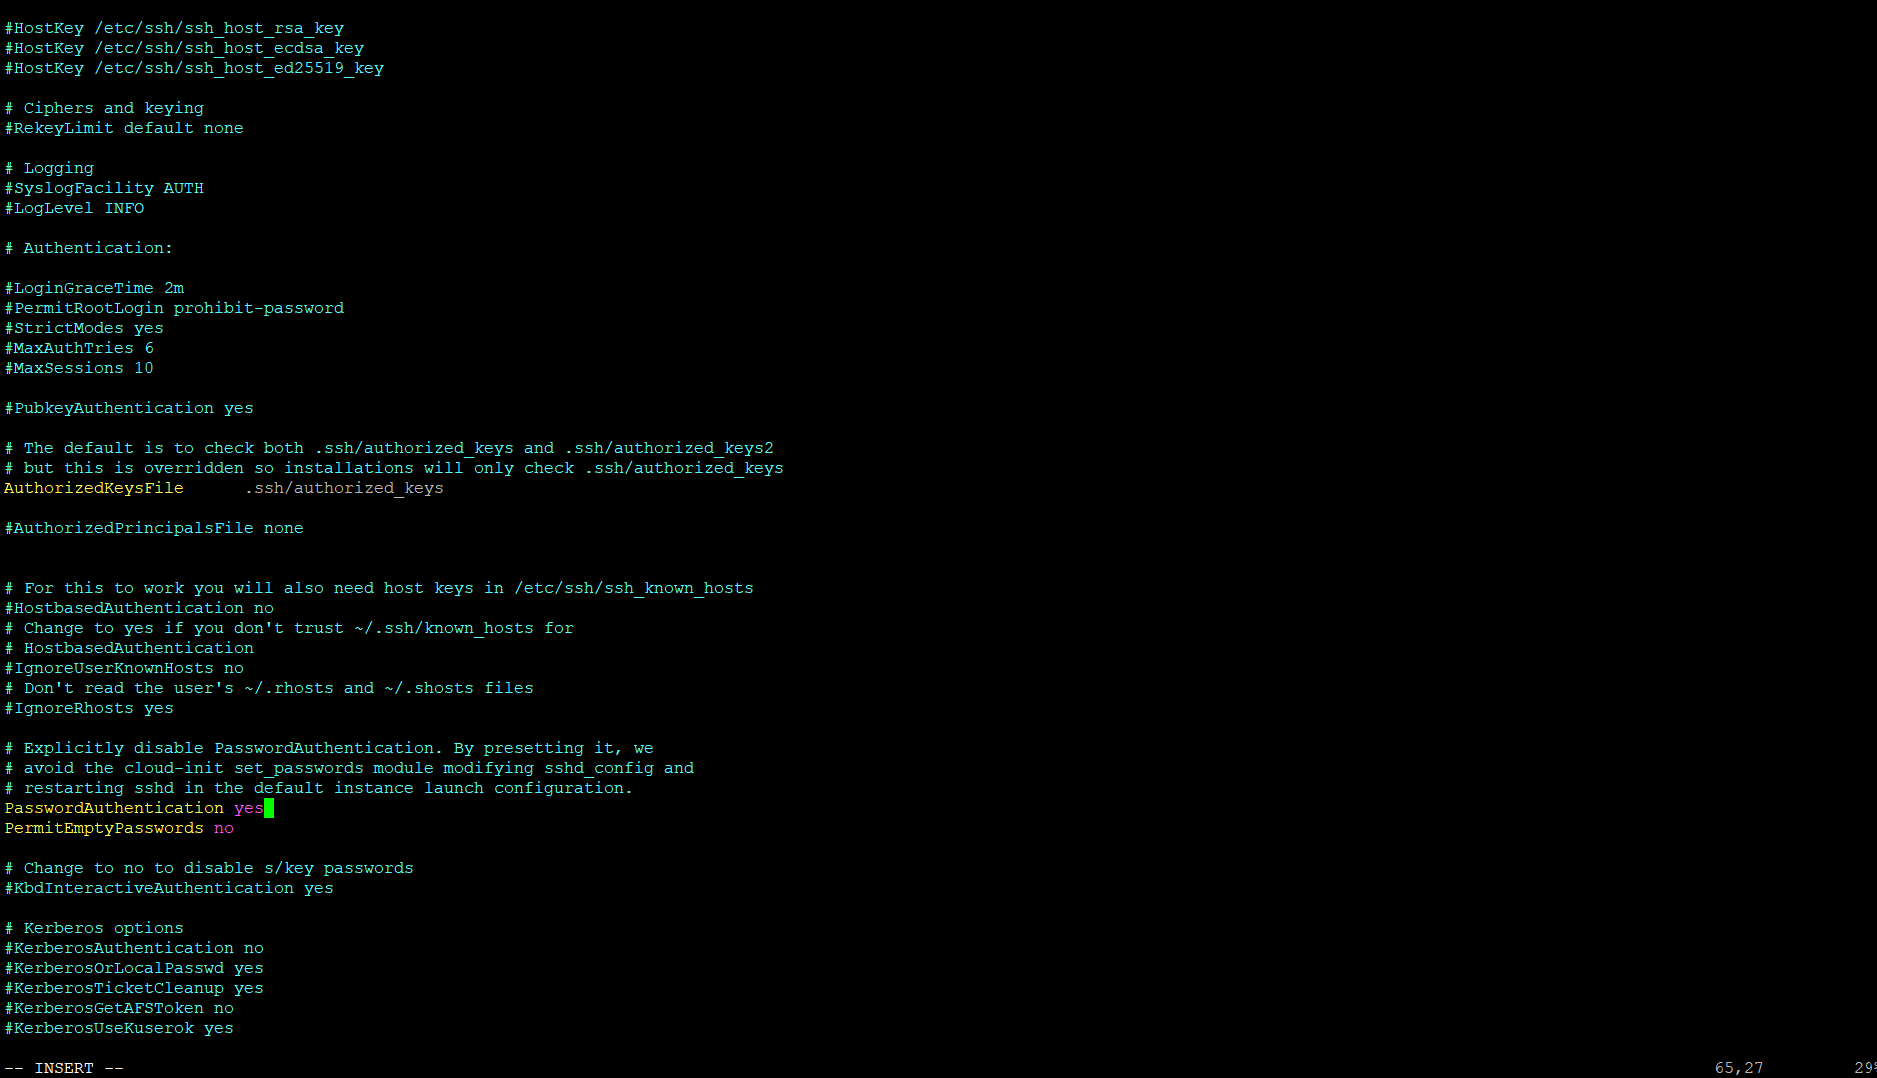 #HostKey /etc/ssh/ssh_host_rsa_key
#HostKey /etc/ssh/ssh_host_ecdsa_key
#HostKey /etc/ssh/ssh_host_ed25519_key
# Ciphers and keying
#RekeyLimit default none
# Logging
#SyslogFacility AUTH
#LogLevel INFO
# Authentication:
#LoginGraceTime 2m
#PermitRootLogin prohibit-password
#StrictModes yes
#MaxAuthTries 6
#MaxSessions 10
#PubkeyAuthentication yes
# The default is to check both .ssh/authorized_keys and .ssh/authorized_keys2
# but this is overridden so installations will only check .ssh/authorized_keys
AuthorizedKeysFile      .ssh/authorized_keys
#AuthorizedPrincipalsFile none
# For this to work you will also need host keys in /etc/ssh/ssh_known_hosts
#HostbasedAuthentication no
# Change to yes if you don't trust ~/.ssh/known_hosts for
# HostbasedAuthentication
#IgnoreUserKnownHosts no
# Don't read the user's ~/.rhosts and ~/.shosts files
#IgnoreRhosts yes
# Explicitly disable PasswordAuthentication. By presetting it, we
# avoid the cloud-init set_passwords module modifying sshd_config and
# restarting sshd in the default instance launch configuration.
PasswordAuthentication yes
PermitEmptyPasswords no
# Change to no to disable s/key passwords
#KbdInteractiveAuthentication yes
# Kerberos options
#KerberosAuthentication no
#KerberosOrLocalPasswd yes
#KerberosTicketCleanup yes
#KerberosGetAFSToken no
#KerberosUseKuserok yes
-- INSERT -- 65,27 29%